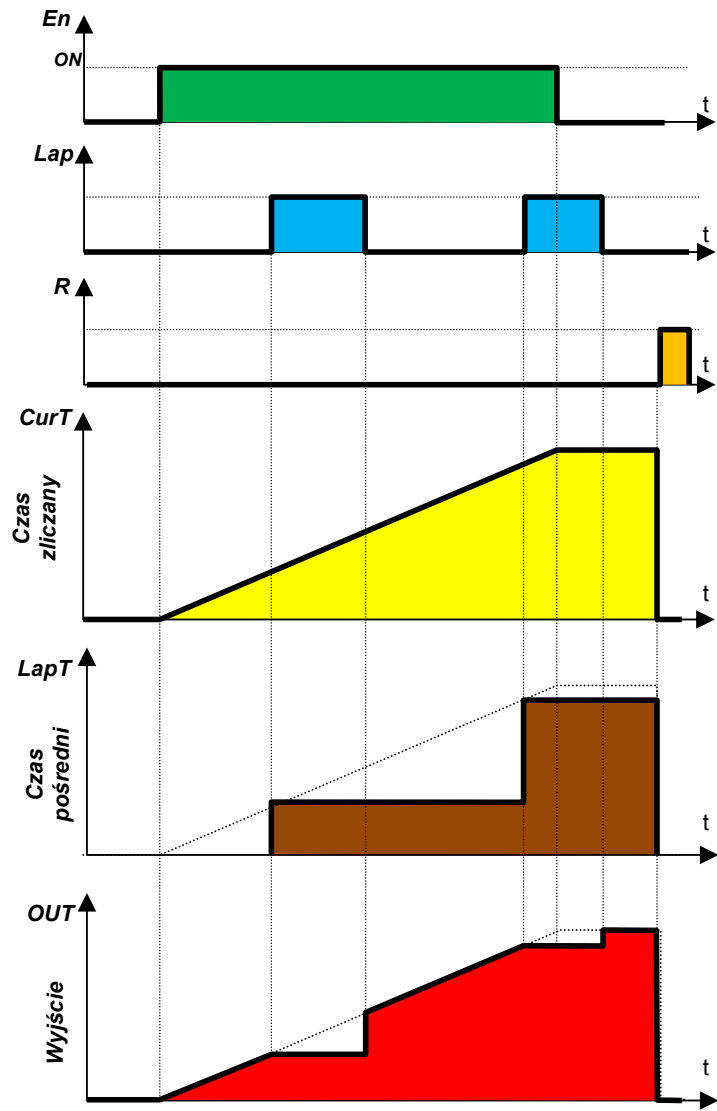 En
ON
t
Lap
t
R
t
CurT
Czas
zliczany
t
LapT
Czas
pośredni
t
OUT
Wyjście
t